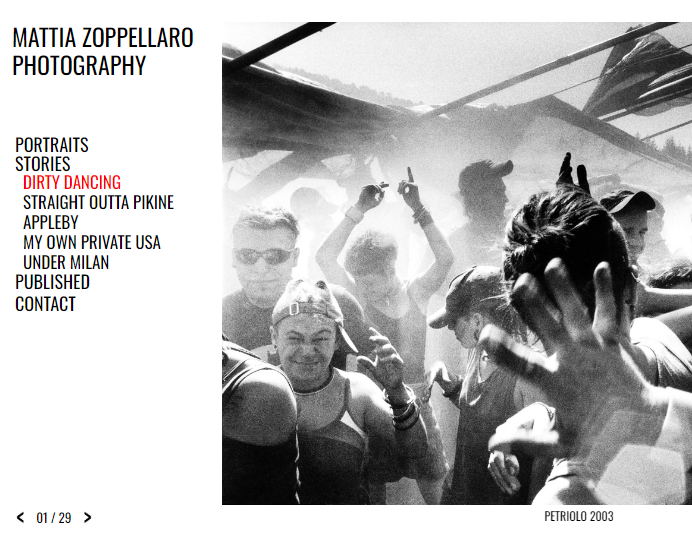 MATTIA ZOPPELLARO
PHOTOGRAPHY
PORTRAITS
STORIES
DIRTY DANCING
STRAIGHT OUTTA PIKINE
APPLEBY
MY OWN PRIVATE USA
UNDER MILAN
PUBLISHED
CONTACT
< 01 / 29 >
PETRIOLO 2003